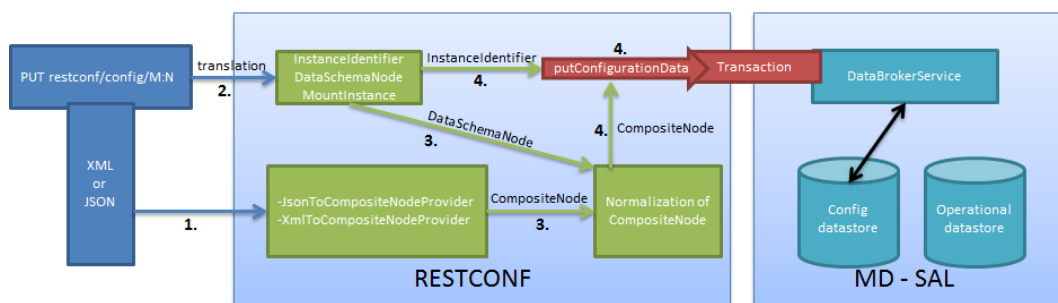 PUT restconf/config/M:N
XML
or
JSON
translation
2.
1.
InstanceIdentifier
DataSchemaNode
MountInstance
InstanceIdentifier
4.
4.
putConfigurationData
Transaction
DataSchemaNode
3.
4.
CompositeNode
-JsonToCompositeNodeProvider
-XmlToCompositeNodeProvider
CompositeNode
3.
Normalization of
CompositeNode
RESTCONF
DataBrokerService
Config
datastore
Operational
datastore
MD - SAL